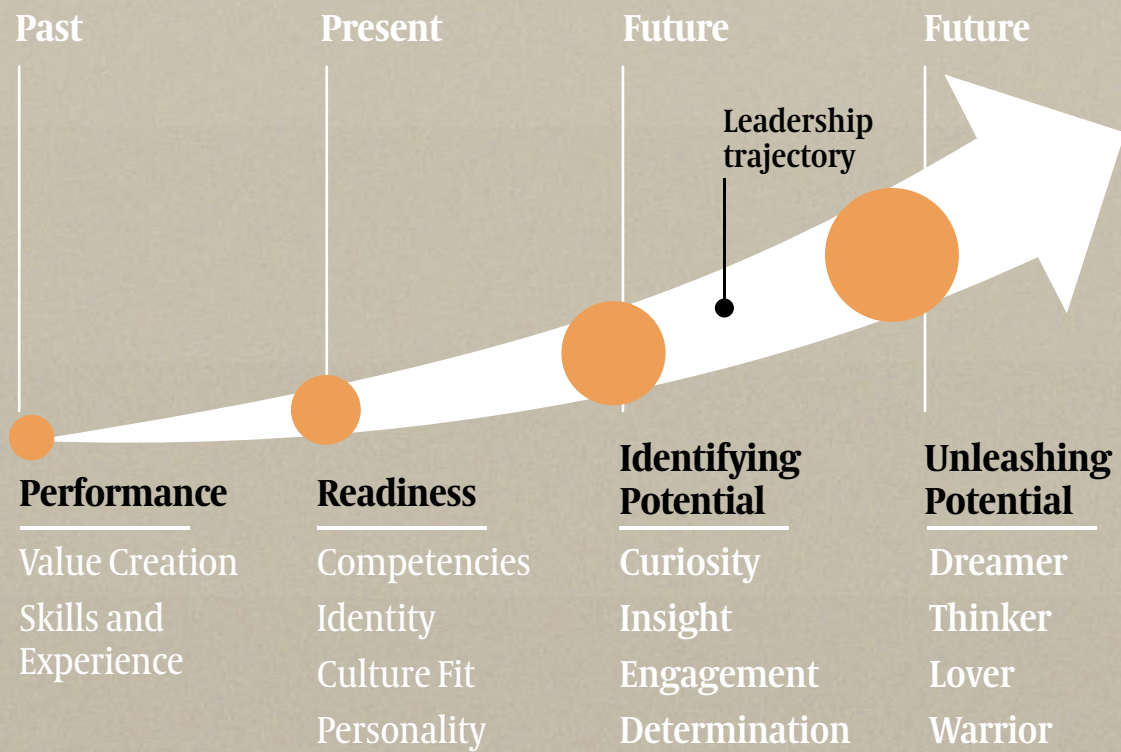 Past
Present
Future
Future
Leadership
trajectory
Performance
Value Creation
Skills and
Experience
Readiness
Competencies
Identity
Culture Fit
Personality
Identifying
Potential
Curiosity
Insight
Engagement
Determination
Unleashing
Potential
Dreamer
Thinker
Lover
Warrior